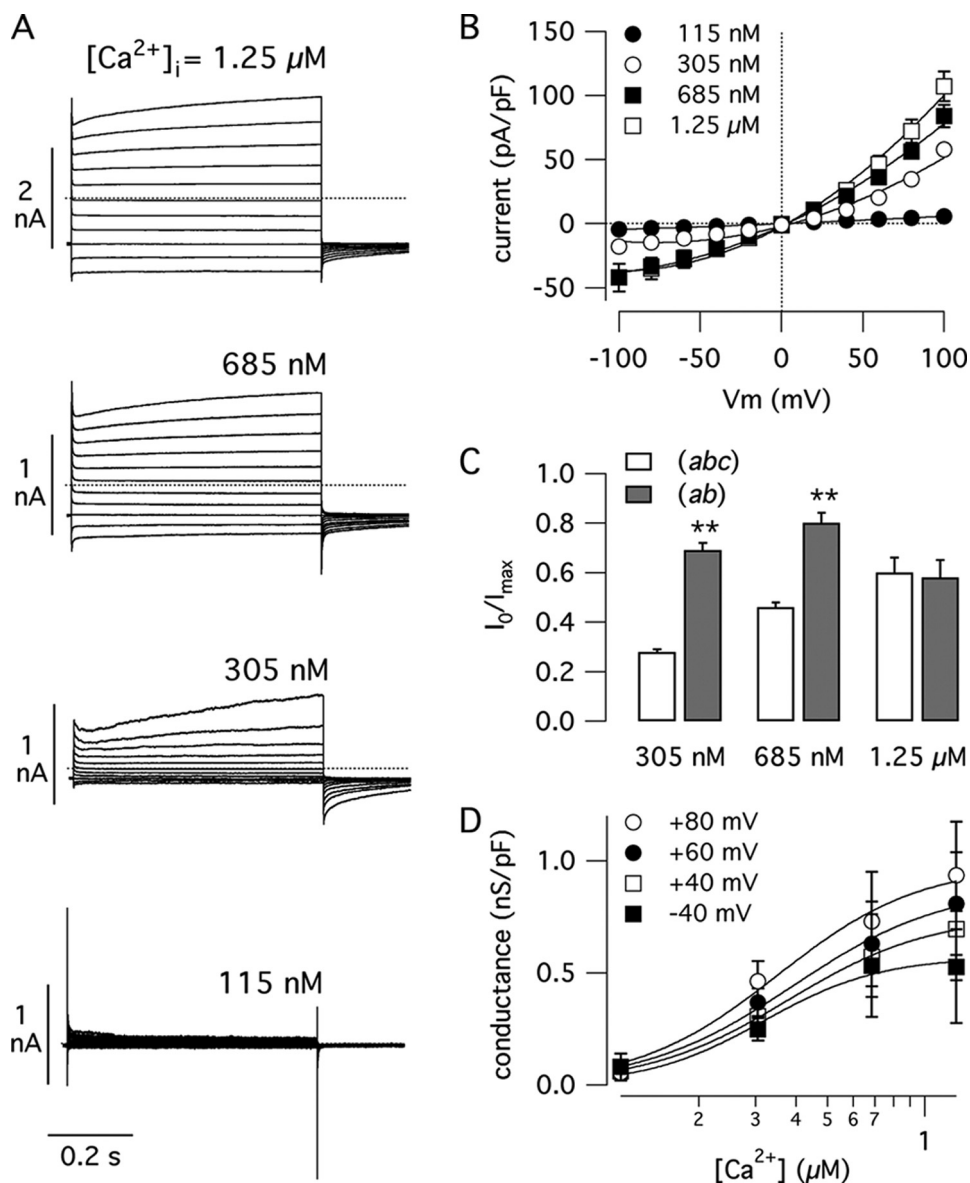 A
[Ca2+]i= 1.25 µM
2
nA
685 nM
1
nA
305 nM
1
nA
115 nM
1
nA
0.2 s
B
150
100
50
0
-50
current (pA/pF)
115 nM
305 nM
685 nM
1.25 µM
-100
-50
0
50
100
Vm (mV)
C
1.0
0.8
0.6
0.4
0.2
0.0
I0/Imax
(abc)
(ab)
**
**
305 nM
685 nM
1.25 µM
D
1.0
0.5
0.0
conductance (nS/pF)
+80 mV
+60 mV
+40 mV
-40 mV
2
3
4
5
6
7
1
[Ca2+] (µM)